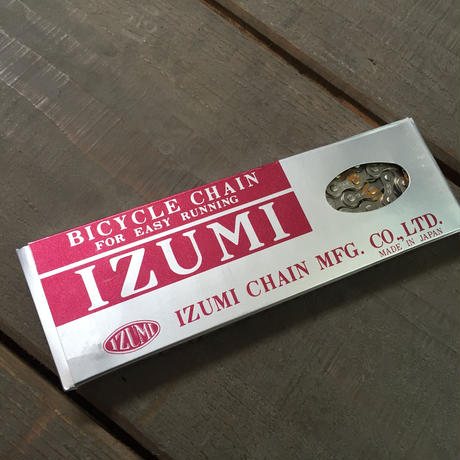 BICYCLE CHAIN
FOR EASY RUNNING
IZUMI
IZUMI
IZUMI CHAIN MFG. CO.,LTD.
MADE IN JAPAN